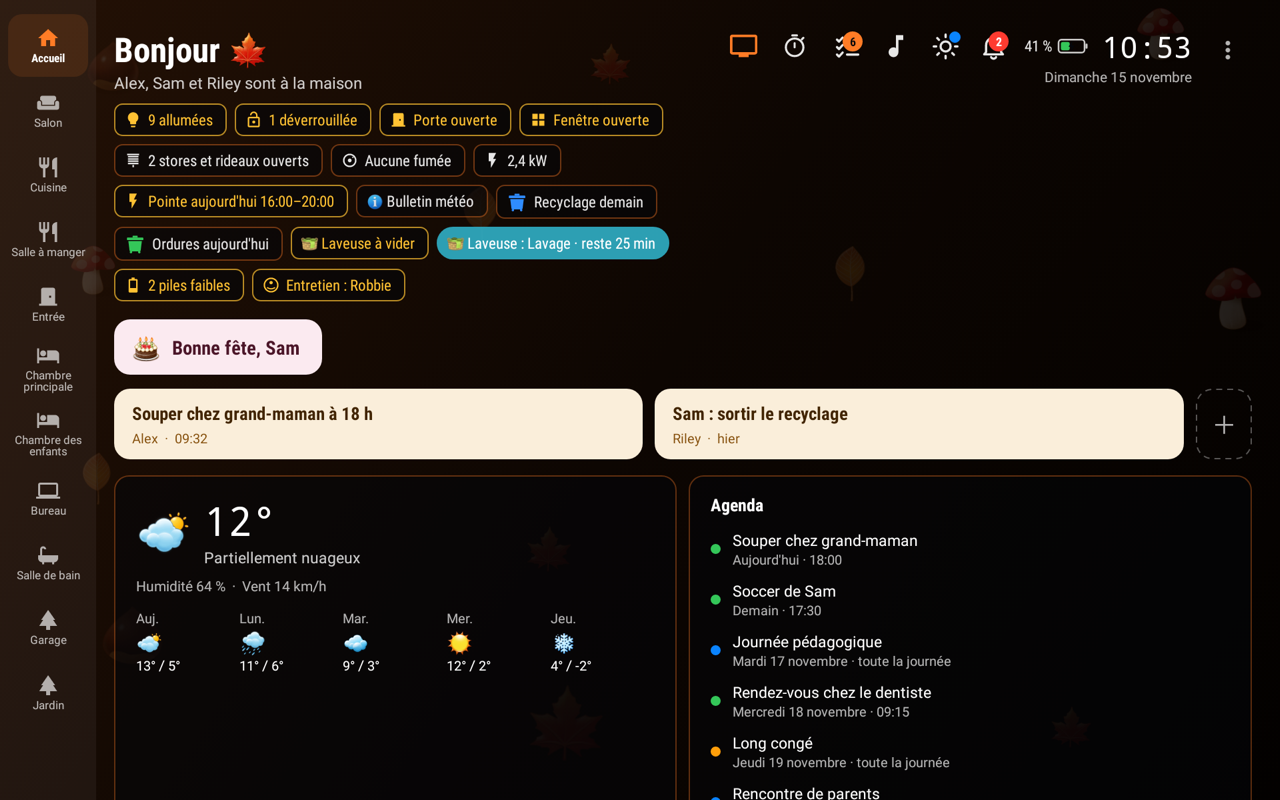 Accueil
Salon
Cuisine
Salle à manger
Entrée
Chambre
principale
Chambre des
enfants
Bureau
Salle de bain
Garage
Jardin
Bonjour
Alex, Sam et Riley sont à la maison
6
2
41 %
10:53
Dimanche 15 novembre
9 allumées
1 déverrouillée
Porte ouverte
Fenêtre ouverte
2 stores et rideaux ouverts
Aucune fumée
2,4 kW
Pointe aujourd'hui 16:00–20:00
Bulletin météo
Recyclage demain
Ordures aujourd'hui
Laveuse à vider
Laveuse : Lavage · reste 25 min
2 piles faibles
Entretien : Robbie
Bonne fête, Sam
Souper chez grand-maman à 18 h
Alex · 09:32
Sam : sortir le recyclage
Riley · hier
12°
Partiellement nuageux
Humidité 64 % · Vent 14 km/h
Auj. Lun. Mar. Mer. Jeu.
13° / 5° 11° / 6° 9° / 3° 12° / 2° 4° / -2°
Agenda
Souper chez grand-maman
Aujourd'hui · 18:00
Soccer de Sam
Demain · 17:30
Journée pédagogique
Mardi 17 novembre · toute la journée
Rendez-vous chez le dentiste
Mercredi 18 novembre · 09:15
Long congé
Jeudi 19 novembre · toute la journée
Rencontre de parents